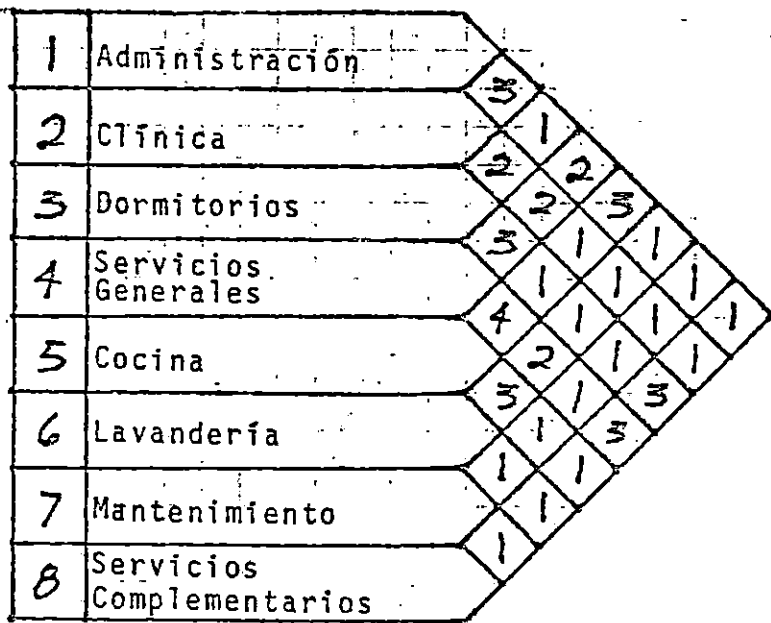 1 Administración
3
2 Clínica 1
2 2
3 Dormitorios 2 3
3 1 1
4 Servicios
Generales 1 1 1
4 1 1 1
5 Cocina 2 1 1
3 1 3
6 Lavandería 1 3
1 1
7 Mantenimiento 1
1
8 Servicios
Complementarios